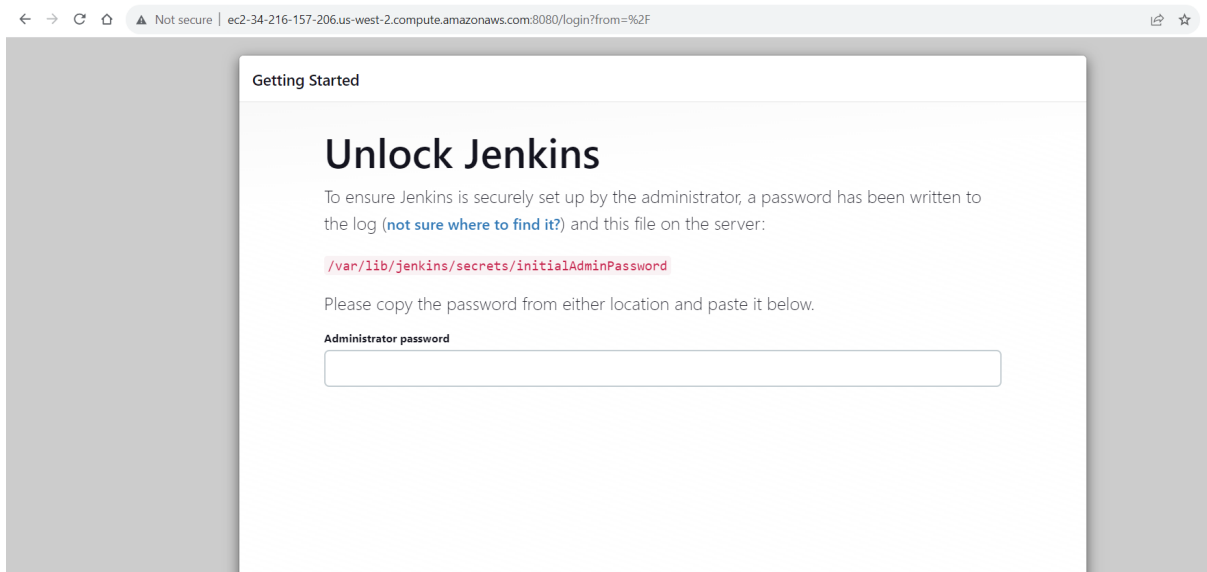 Not secure | ec2-34-216-157-206.us-west-2.compute.amazonaws.com:8080/login?from=%2F
Getting Started
Unlock Jenkins
To ensure Jenkins is securely set up by the administrator, a password has been written to
the log (not sure where to find it?) and this file on the server:
/var/lib/jenkins/secrets/initialAdminPassword
Please copy the password from either location and paste it below.
Administrator password